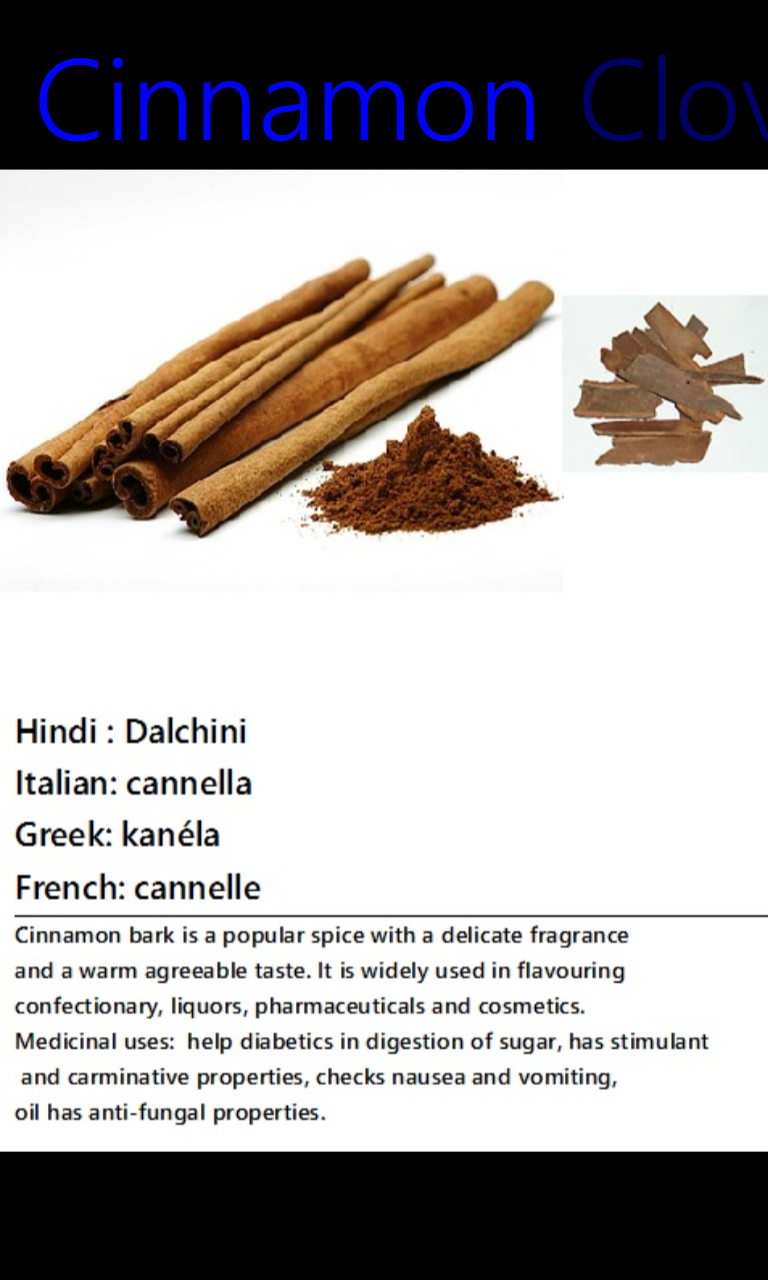 Cinnamon
Hindi : Dalchini
Italian: cannella
Greek: kanéla
French: cannelle
Cinnamon bark is a popular spice with a delicate fragrance
and a warm agreeable taste. It is widely used in flavouring
confectionary, liquors, pharmaceuticals and cosmetics.
Medicinal uses:  help diabetics in digestion of sugar, has stimulant
and carminative properties, checks nausea and vomiting,
oil has anti-fungal properties.